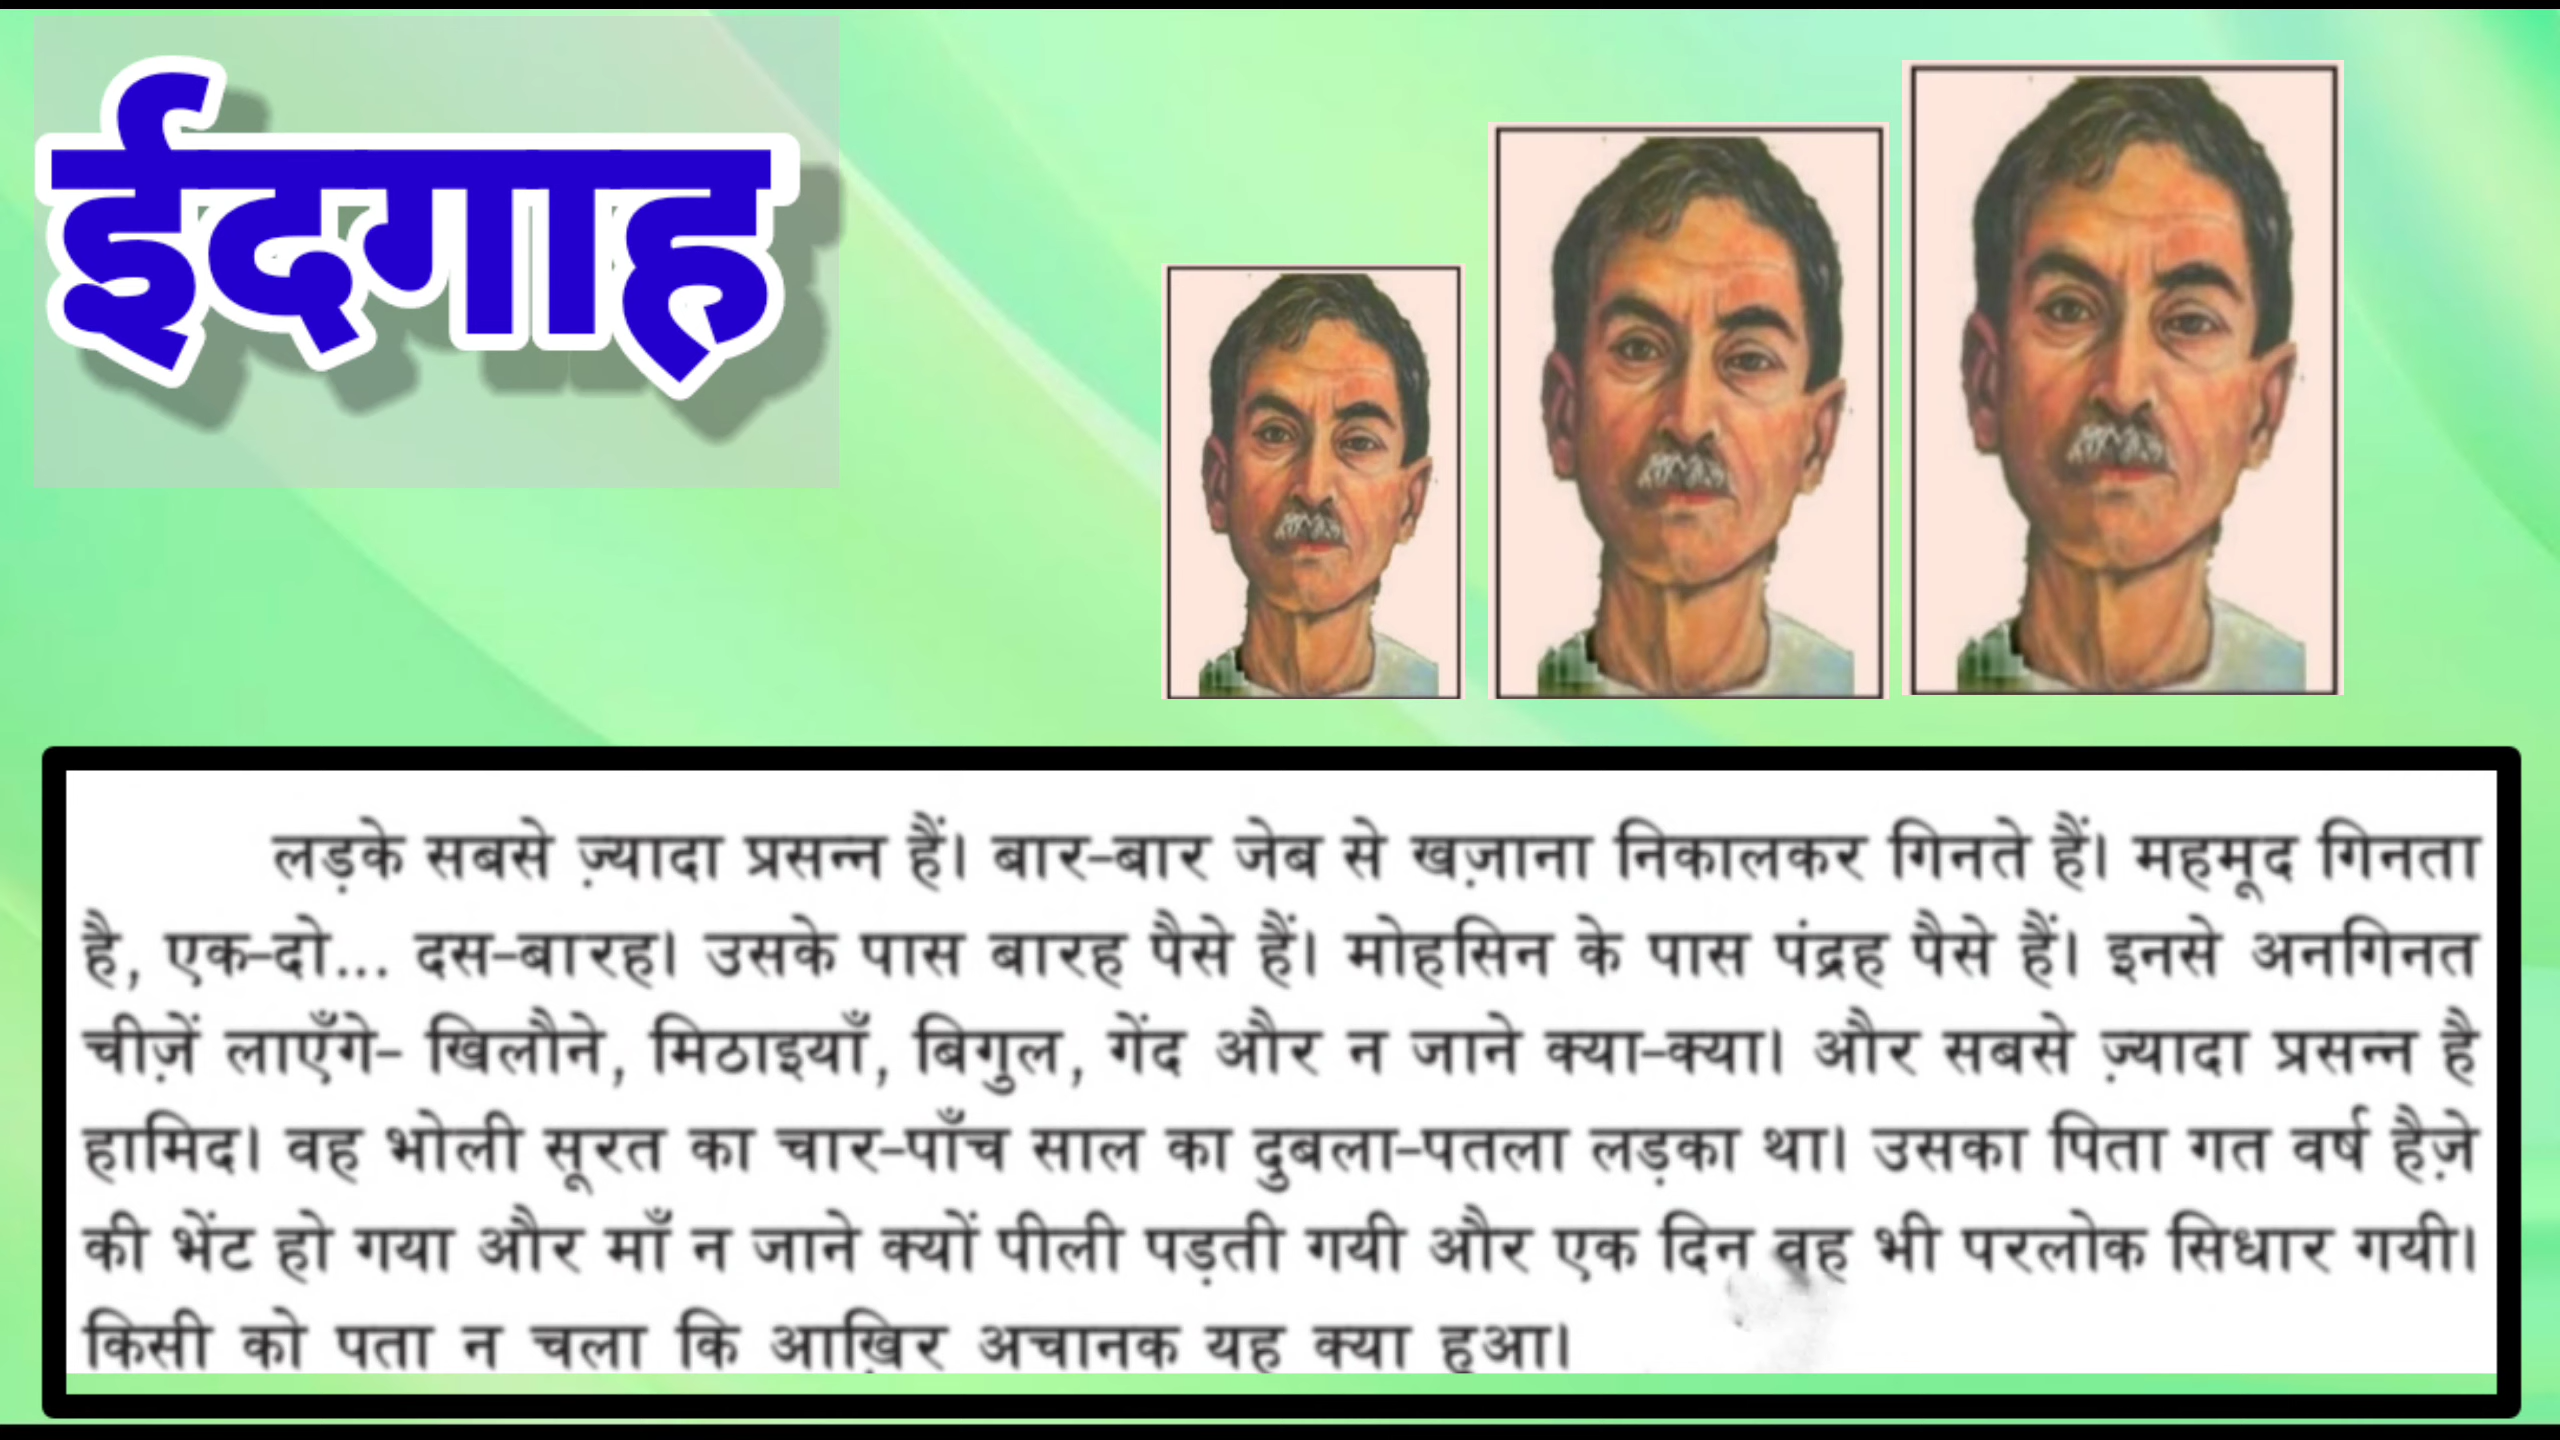 ईदगाह
लड़के सबसे ज़्यादा प्रसन्न हैं। बार-बार जेब से खज़ाना निकालकर गिनते हैं। महमूद गिनता
है, एक-दो... दस-बारह। उसके पास बारह पैसे हैं। मोहसिन के पास पंद्रह पैसे हैं। इनसे अनगिनत
चीज़ें लाएँगे- खिलौने, मिठाइयाँ, बिगुल, गेंद और न जाने क्या-क्या। और सबसे ज़्यादा प्रसन्न है
हामिद। वह भोली सूरत का चार-पाँच साल का दुबला-पतला लड़का था। उसका पिता गत वर्ष हैज़े
की भेंट हो गया और माँ न जाने क्यों पीली पड़ती गयी और एक दिन वह भी परलोक सिधार गयी।
किसी को पता न चला कि आख़िर अचानक यह क्या हुआ।